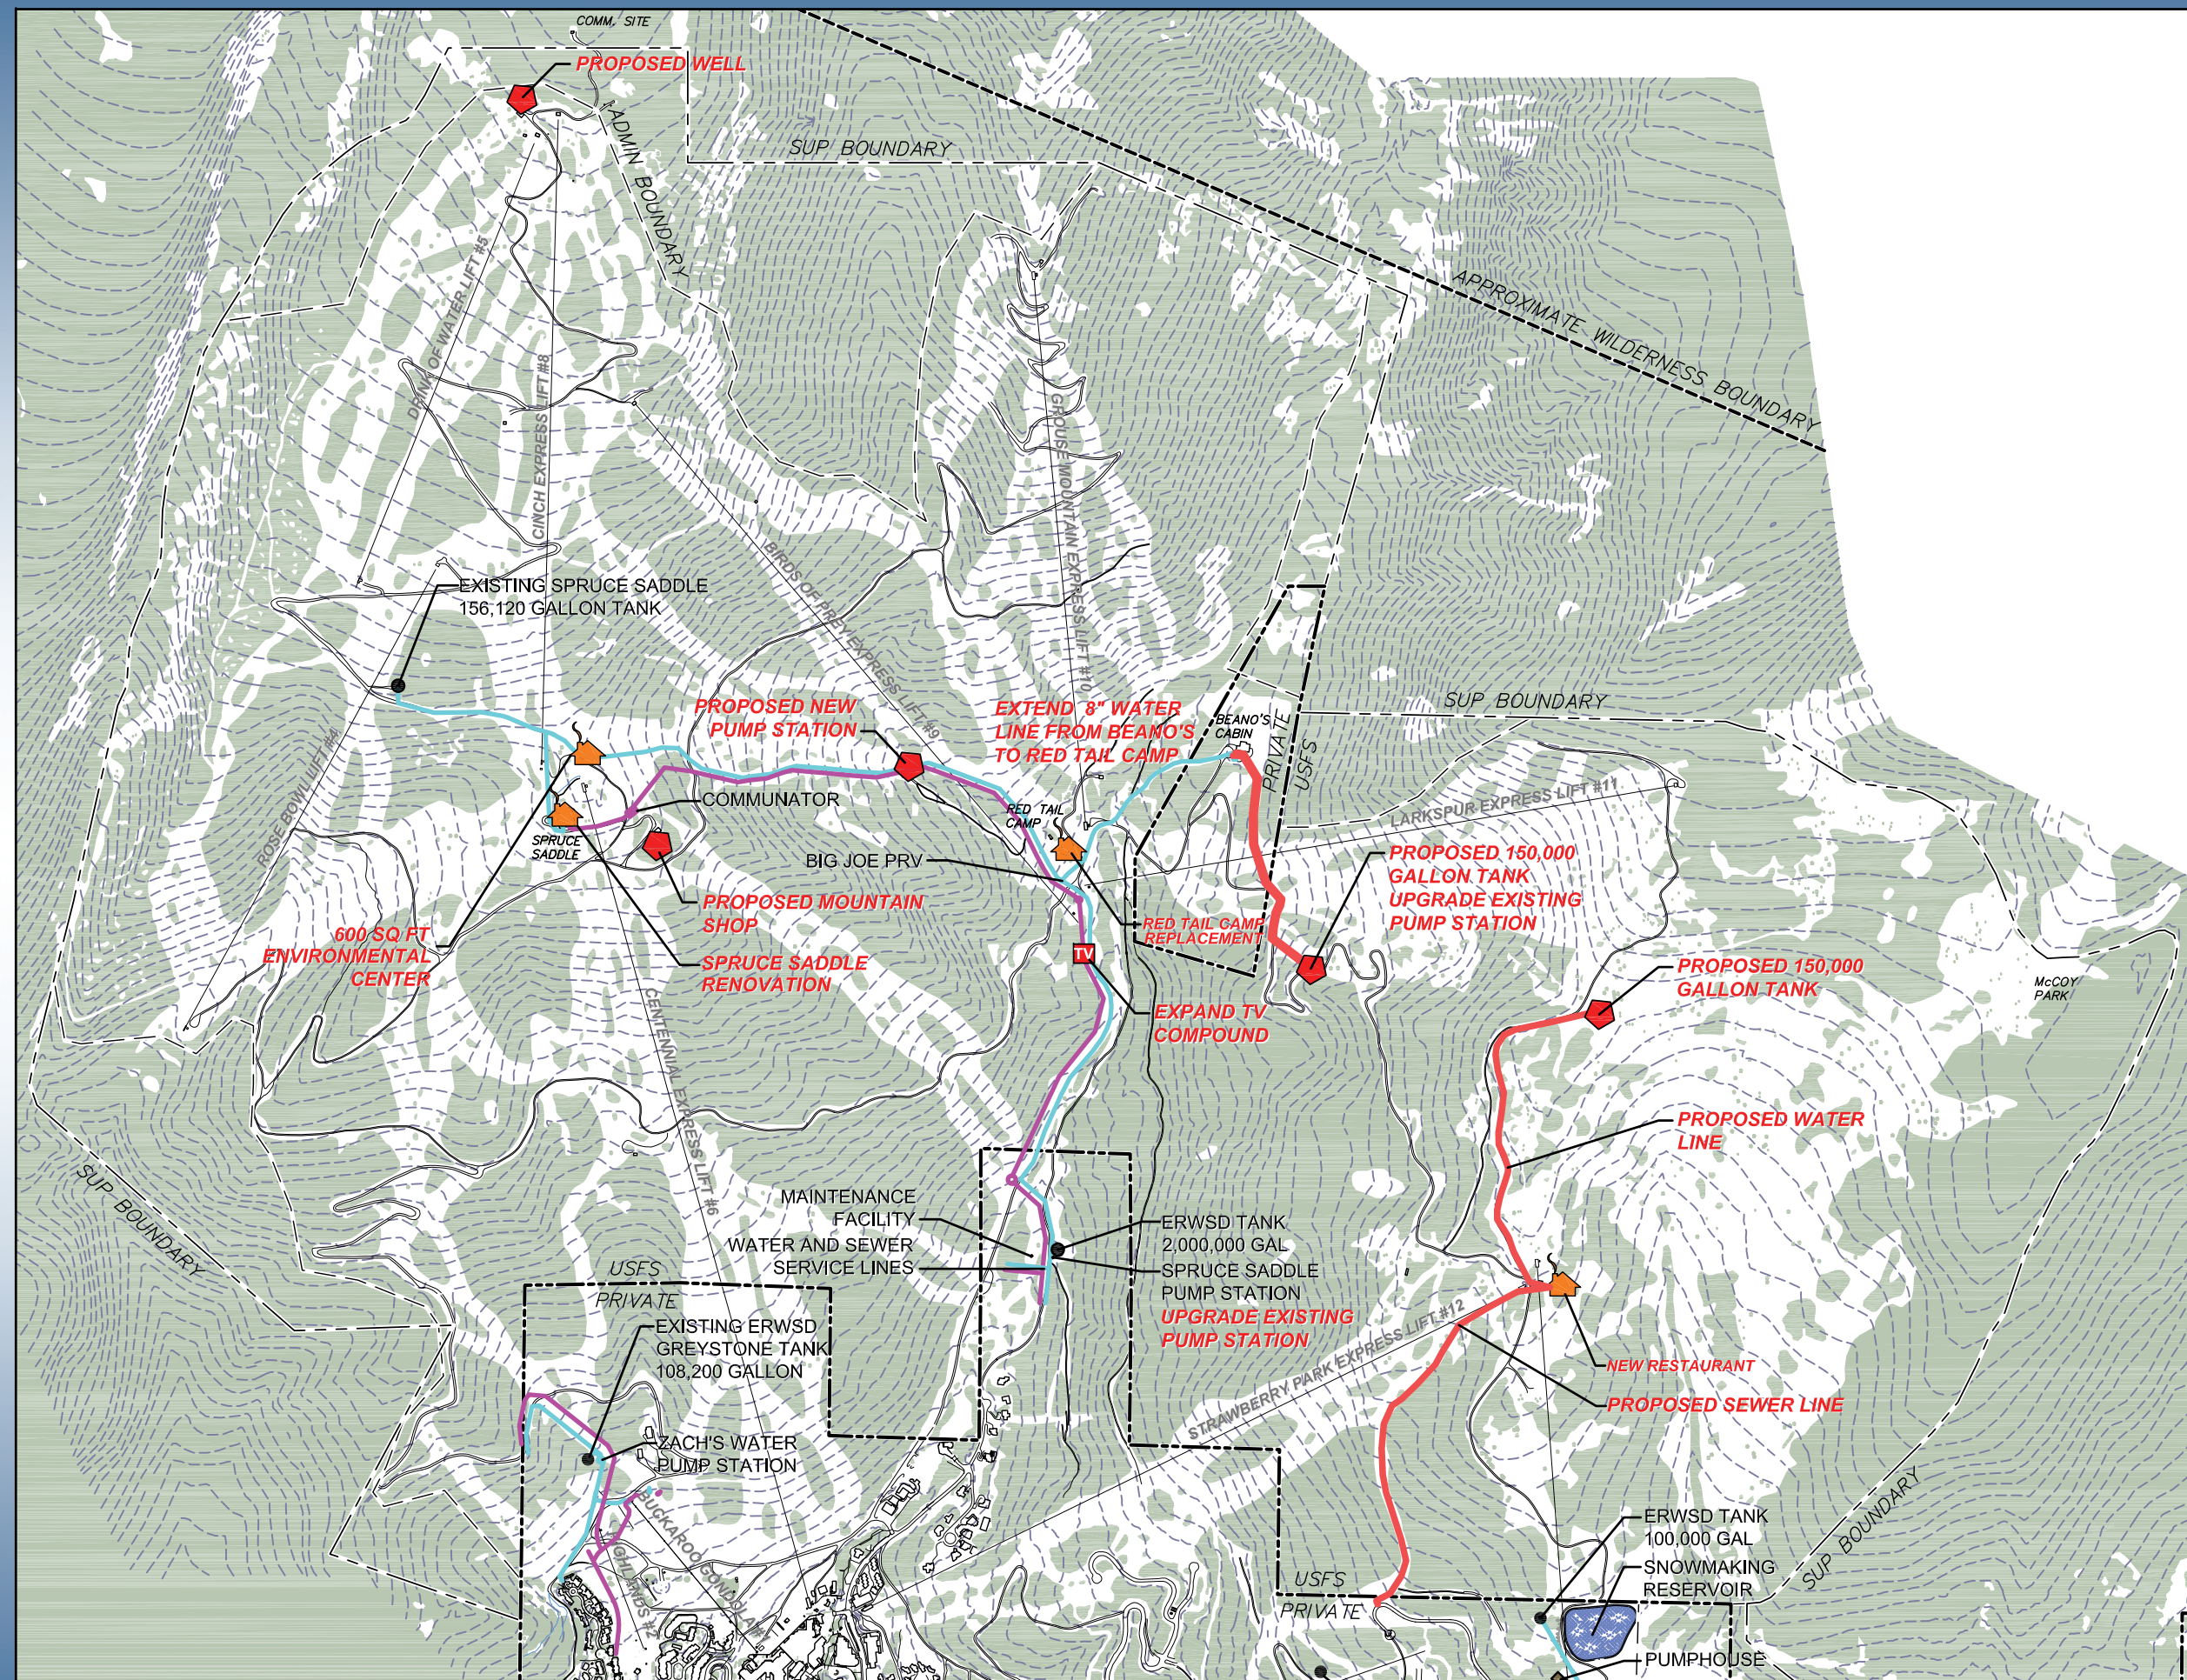 COMM. SITE
PROPOSED WELL
ADMIN BOUNDARY
SUP BOUNDARY
DRINK OF WATER LIFT #5
CINCH EXPRESS LIFT #8
APPROXIMATE WILDERNESS BOUNDARY
GROUSE MOUNTAIN EXPRESS LIFT #10
BIRDS OF PREY EXPRESS LIFT #9
EXISTING SPRUCE SADDLE
156,120 GALLON TANK
PROPOSED NEW
PUMP STATION
EXTEND 8" WATER
LINE FROM BEANO'S
TO RED TAIL CAMP
BEANO'S
CABIN
PRIVATE
USFS
SUP BOUNDARY
ROSE BOWL LIFT #4
COMMUNATOR
RED TAIL
CAMP
LARKSPUR EXPRESS LIFT #11
SPRUCE
SADDLE
BIG JOE PRV
PROPOSED 150,000
GALLON TANK
UPGRADE EXISTING
PUMP STATION
PROPOSED MOUNTAIN
SHOP
RED TAIL CAMP
REPLACEMENT
600 SQ FT
ENVIRONMENTAL
CENTER
SPRUCE SADDLE
RENOVATION
TV
PROPOSED 150,000
GALLON TANK
McCOY
PARK
EXPAND TV
COMPOUND
CENTENNIAL EXPRESS LIFT #6
PROPOSED WATER
LINE
SUP BOUNDARY
MAINTENANCE
FACILITY
WATER AND SEWER
SERVICE LINES
ERWSD TANK
2,000,000 GAL
SPRUCE SADDLE
PUMP STATION
UPGRADE EXISTING
PUMP STATION
USFS
PRIVATE
EXISTING ERWSD
GREYSTONE TANK
108,200 GALLON
STRAWBERRY PARK EXPRESS LIFT #12
NEW RESTAURANT
PROPOSED SEWER LINE
ZACH'S WATER
PUMP STATION
BUCKAROO GONDOLA #1
HIGHLANDS #2
ERWSD TANK
100,000 GAL
SNOWMAKING
RESERVOIR
SUP BOUNDARY
USFS
PRIVATE
PUMPHOUSE